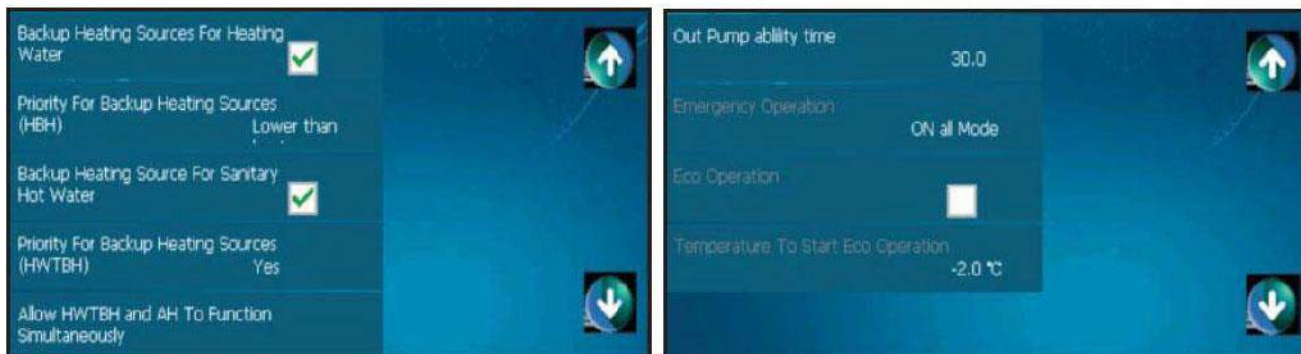 Backup Heating Sources For Heating
Water
Priority For Backup Heating Sources
(HBH)
Lower than
Backup Heating Source For Sanitary
Hot Water
Priority For Backup Heating Sources
(HWTBH)
Yes
Allow HWTBH and AH To Function
Simultaneously
Out Pump ablility time
30.0
Emergency Operation
ON all Mode
Eco Operation
Temperature To Start Eco Operation
-2.0 °C